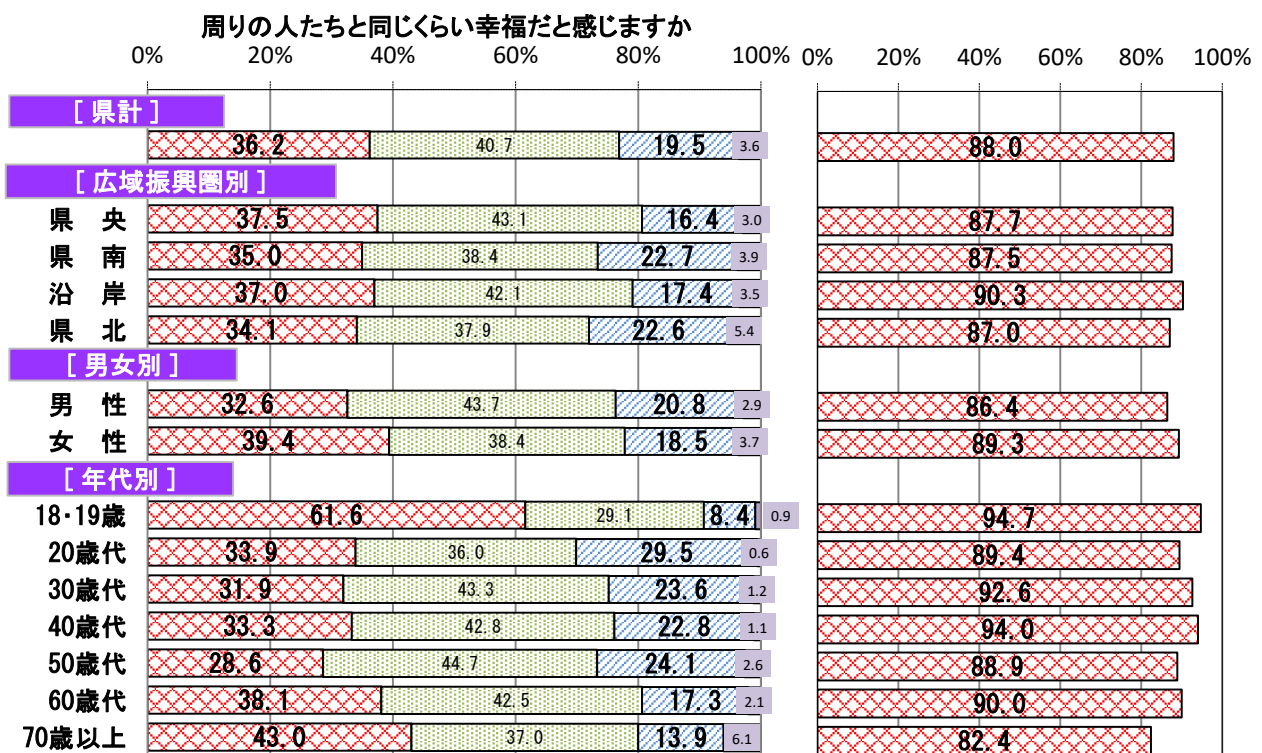 周りの人たちと同じくらい幸福だと感じますか
0% 20% 40% 60% 80% 100% 0% 20% 40% 60% 80% 100%
[ 県計 ]
36.2 40.7 19.5 3.6 88.0
[ 広域振興圏別 ]
県 央 37.5 43.1 16.4 3.0 87.7
県 南 35.0 38.4 22.7 3.9 87.5
沿 岸 37.0 42.1 17.4 3.5 90.3
県 北 34.1 37.9 22.6 5.4 87.0
[ 男女別 ]
男 性 32.6 43.7 20.8 2.9 86.4
女 性 39.4 38.4 18.5 3.7 89.3
[ 年代別 ]
18・19歳 61.6 29.1 8.4 0.9 94.7
20歳代 33.9 36.0 29.5 0.6 89.4
30歳代 31.9 43.3 23.6 1.2 92.6
40歳代 33.3 42.8 22.8 1.1 94.0
50歳代 28.6 44.7 24.1 2.6 88.9
60歳代 38.1 42.5 17.3 2.1 90.0
70歳以上 43.0 37.0 13.9 6.1 82.4